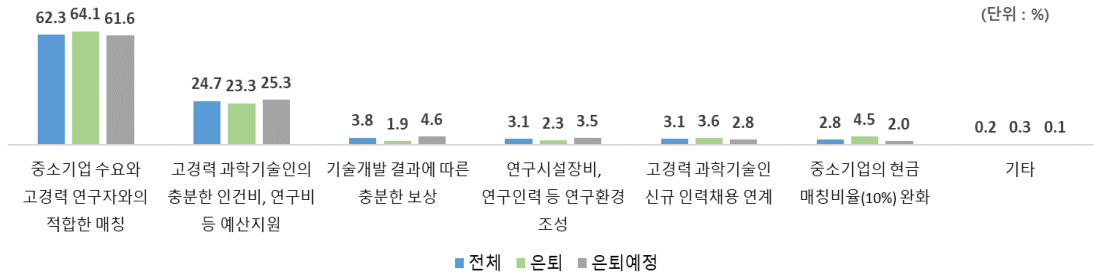 (단위 : %)
62.3 64.1 61.6
24.7 23.3 25.3
3.8 1.9 4.6
3.1 2.3 3.5
3.1 3.6 2.8
2.8 4.5 2.0
0.2 0.3 0.1
중소기업 수요와
고경력 연구자와의
적합한 매칭
고경력 과학기술인의
충분한 인건비, 연구비
등 예산지원
기술개발 결과에 따른
충분한 보상
연구시설장비,
연구인력 등 연구환경
조성
고경력 과학기술인
신규 인력채용 연계
중소기업의 현금
매칭비율(10%) 완화
기타
전체 은퇴 은퇴예정